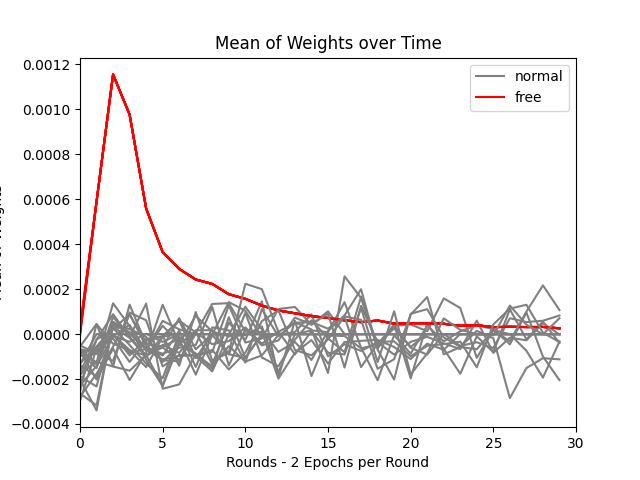 Mean of Weights over Time
normal
free
0.0012
0.0010
0.0008
0.0006
0.0004
0.0002
0.0000
−0.0002
−0.0004
0 5 10 15 20 25 30
Rounds - 2 Epochs per Round